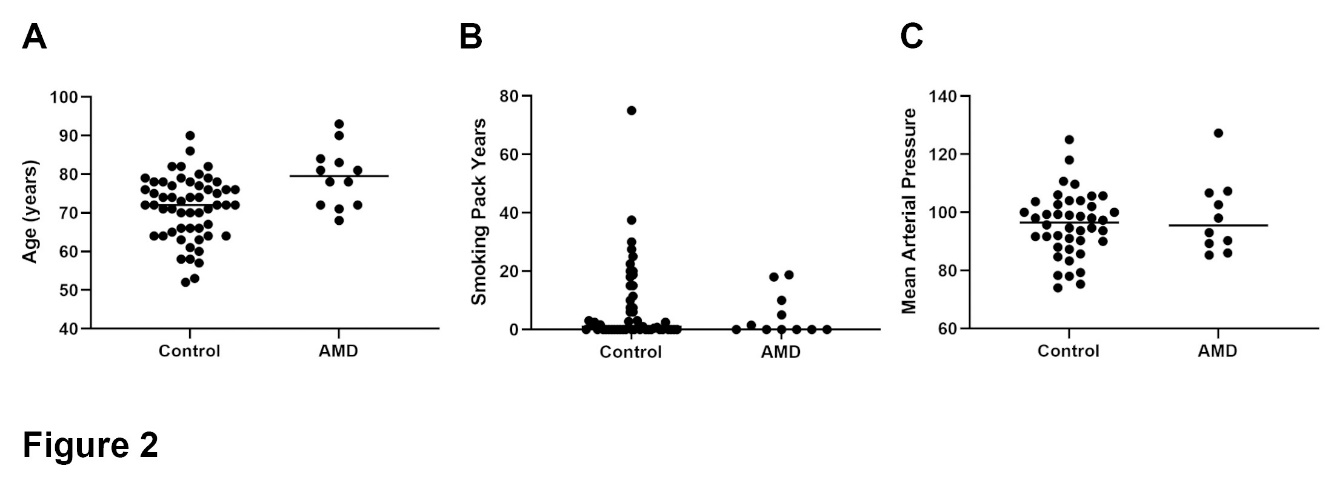 A
B
C
Age (years)
100
90
80
70
60
50
40
Control
AMD
Smoking Pack Years
80
60
40
20
0
Control
AMD
Mean Arterial Pressure
140
120
100
80
60
Control
AMD
Figure 2